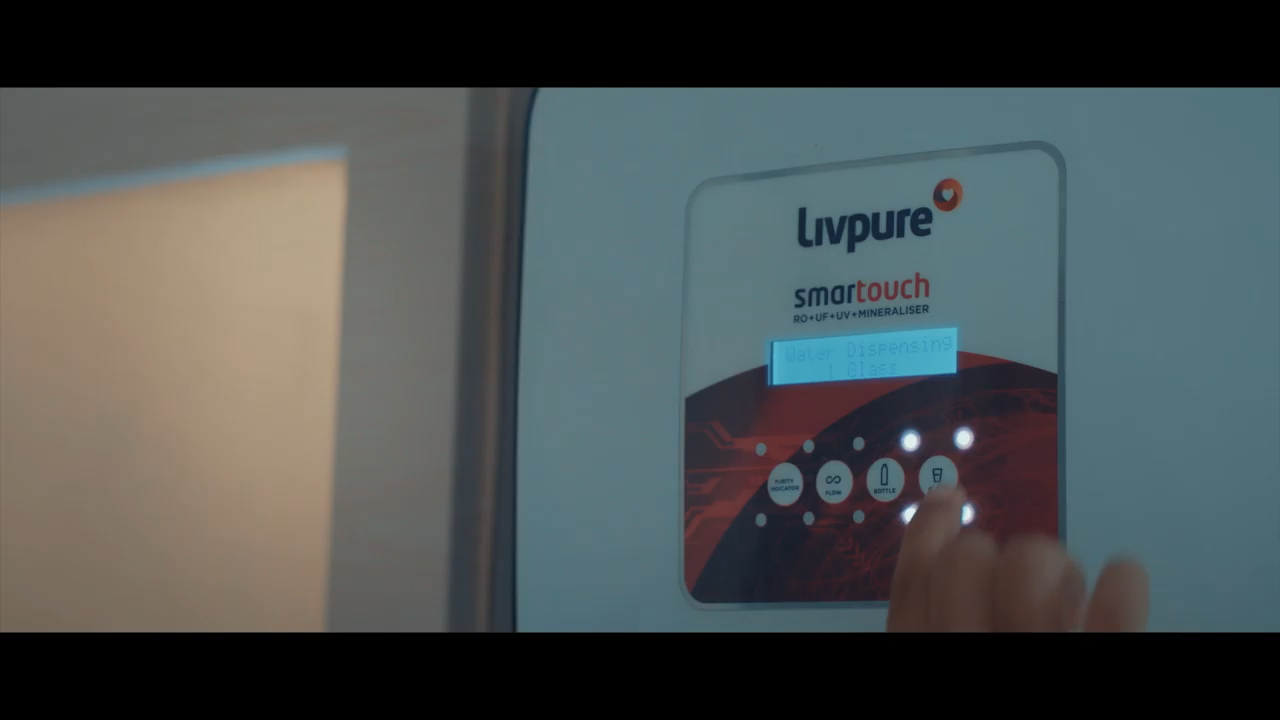 Livpure
smartouch
RO+UF+UV+MINERALISER
Water Dispensing
1 Glass
PURITY
INDICATOR
FLOW
BOTTLE